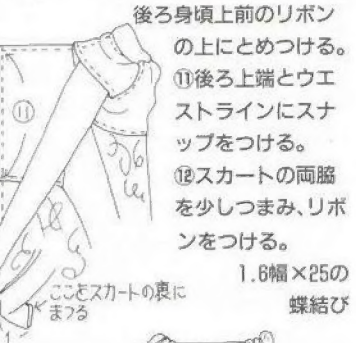 後ろ身頃上前のリボン
の上にとめつける。
⑪後ろ上端とウエ
ストラインにスナ
ップをつける。
⑫スカートの両脇
を少しつまみ、リボ
ンをつける。
1.6幅×25の
蝶結び
⑪
ここをスカートの裏に
まつる
1